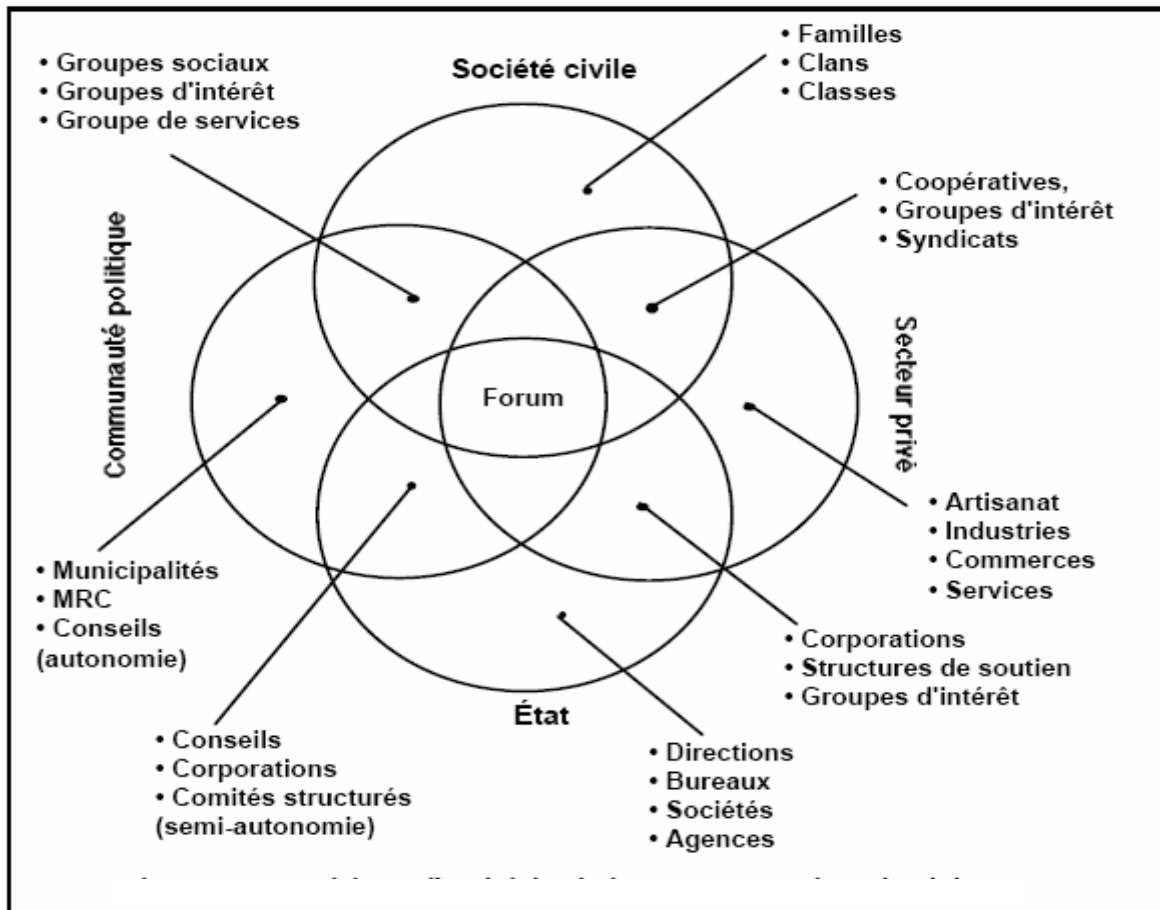 • Groupes sociaux
• Groupes d'intérêt
• Groupe de services
Société civile
• Familles
• Clans
• Classes
• Coopératives,
• Groupes d'intérêt
• Syndicats
Communauté politique
Forum
Secteur privé
• Artisanat
• Industries
• Commerces
• Services
• Municipalités
• MRC
• Conseils
(autonomie)
• Corporations
• Structures de soutien
• Groupes d'intérêt
État
• Conseils
• Corporations
• Comités structurés
(semi-autonomie)
• Directions
• Bureaux
• Sociétés
• Agences